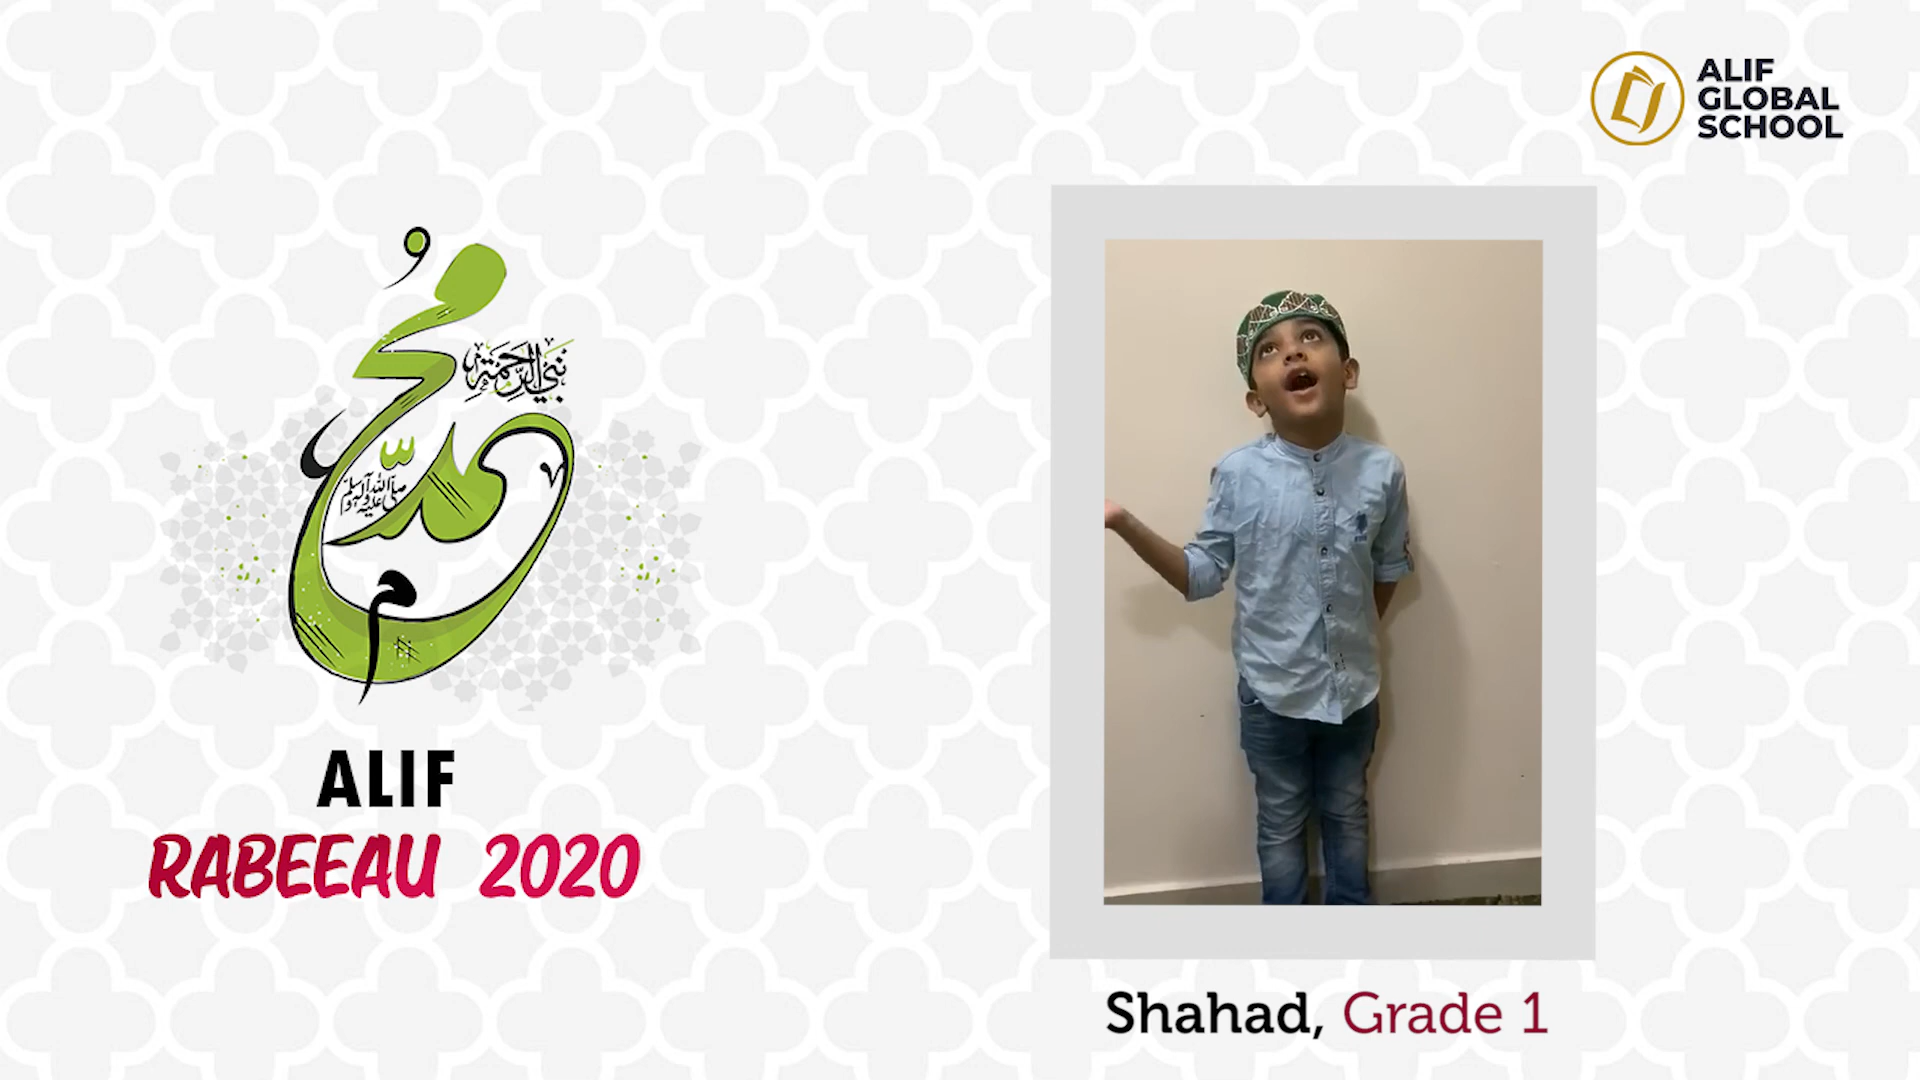 ALIF
GLOBAL
SCHOOL
محمد
نبي الرحمة
صلى الله عليه وآله وسلم
ALIF
RABEEAU 2020
Shahad, Grade 1